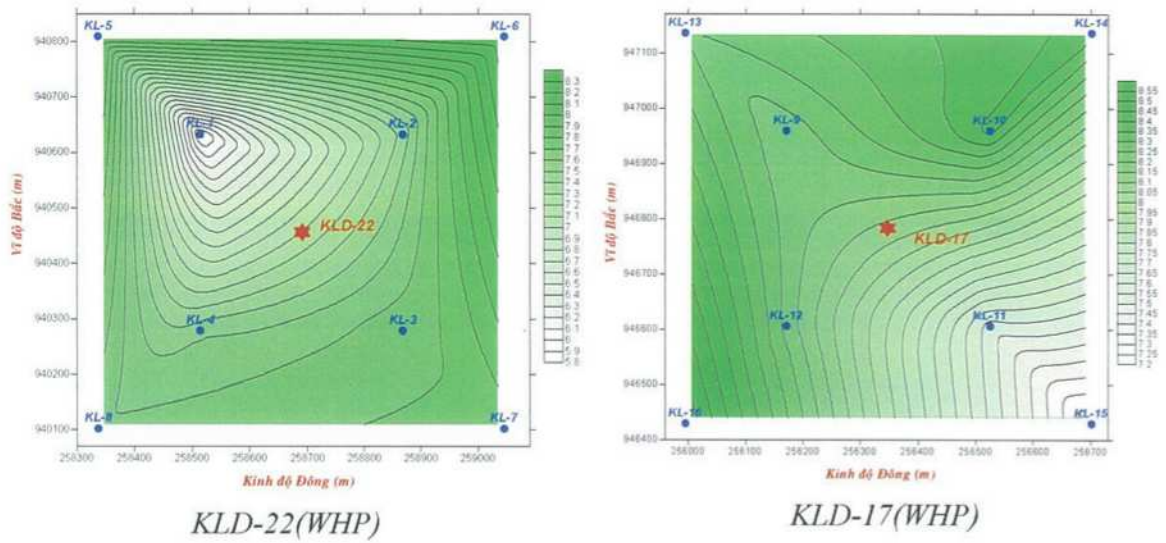 KL-5
KL-6
940800
940700
KL-1
KL-2
940600
940500
KLD-22
940400
KL-4
KL-3
940300
940200
KL-8
KL-7
940100
258300 258400 258500 258600 258700 258800 258900 259000
Vĩ độ Bắc (m)
Kinh độ Đông (m)
8.3
8.2
8.1
8
7.9
7.8
7.7
7.6
7.5
7.4
7.3
7.2
7.1
7
6.9
6.8
6.7
6.6
6.5
6.4
6.3
6.2
6.1
6
5.9
5.8
KLD-22(WHP)
KL-13
KL-14
947100
947000
KL-9
KL-10
946900
946800
KLD-17
946700
KL-12
KL-11
946600
946500
KL-16
KL-15
946400
256000 256100 256200 256300 256400 256500 256600 256700
Vĩ độ Bắc (m)
Kinh độ Đông (m)
8.55
8.5
8.45
8.4
8.35
8.3
8.25
8.2
8.15
8.1
8.05
8
7.95
7.9
7.85
7.8
7.75
7.7
7.65
7.6
7.55
7.5
7.45
7.4
7.35
7.3
7.25
7.2
KLD-17(WHP)